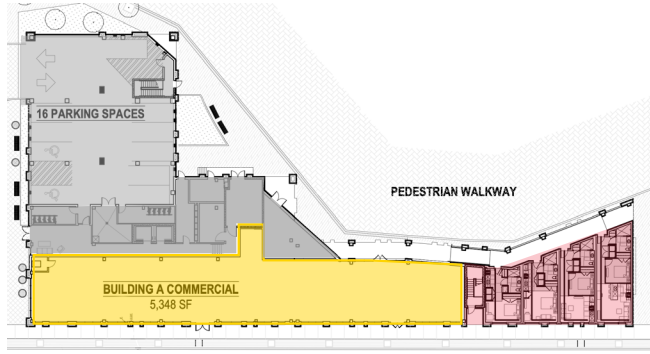 16 PARKING SPACES
PEDESTRIAN WALKWAY
BUILDING A COMMERCIAL
5,348 SF